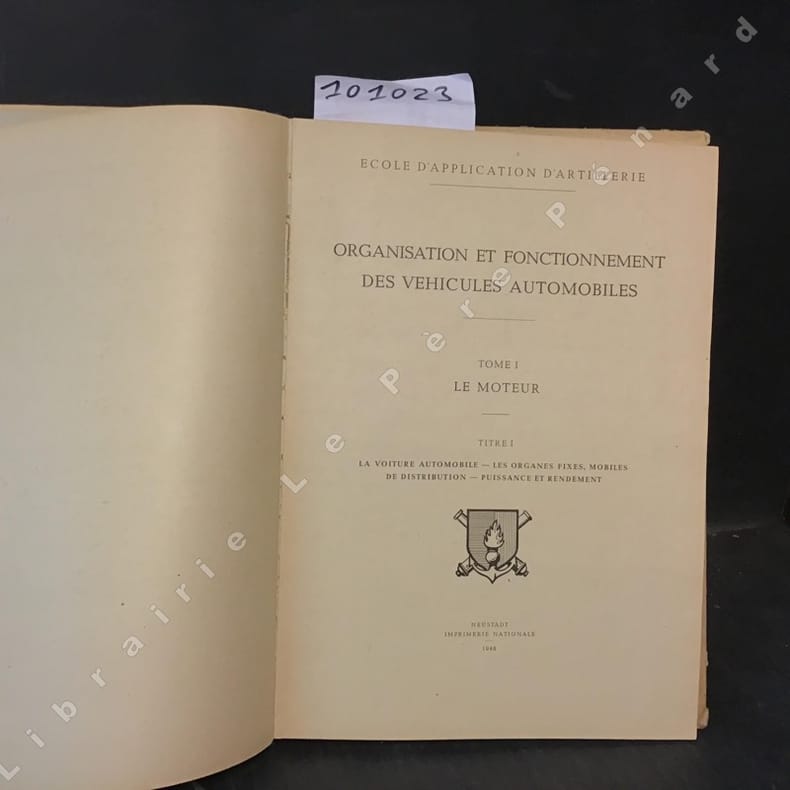 101023
ECOLE D'APPLICATION D'ARTILLERIE
ORGANISATION ET FONCTIONNEMENT
DES VEHICULES AUTOMOBILES
TOME I
LE MOTEUR
TITRE I
LA VOITURE AUTOMOBILE — LES ORGANES FIXES, MOBILES
DE DISTRIBUTION — PUISSANCE ET RENDEMENT
NEUSTADT
IMPRIMERIE NATIONALE
Librairie Le Père Pénard